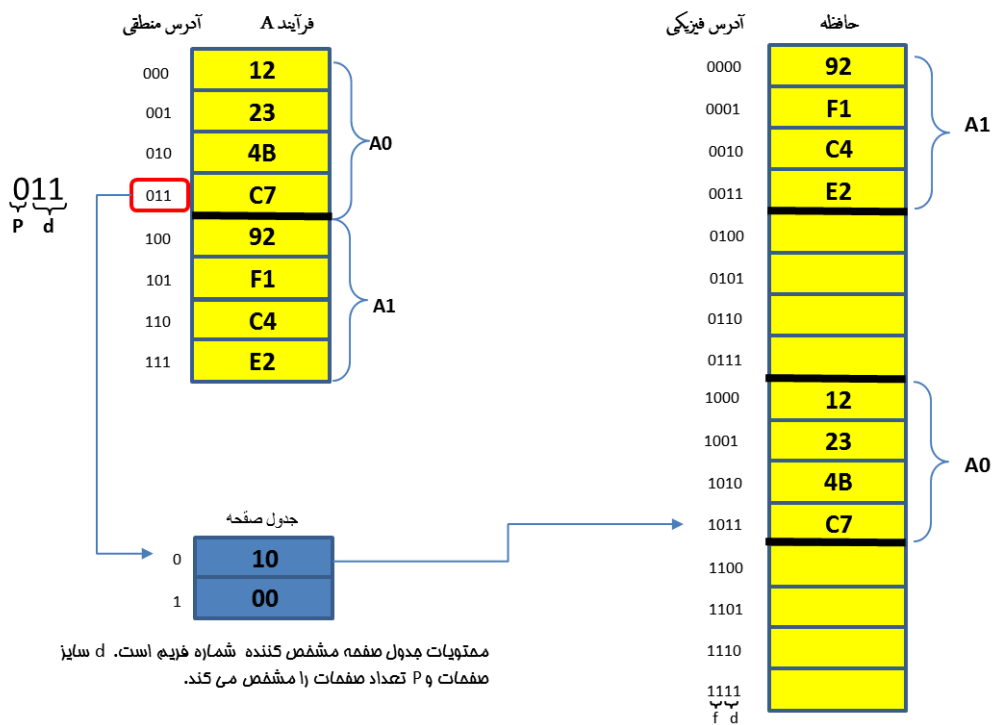 آدرس منطقی
فرآیند A
000
12
001
23
010
4B
011
C7
100
92
101
F1
110
C4
111
E2
A0
A1
011
P d
جدول صفحه
0
10
1
00
محتویات جدول صفحه مشخص کننده شماره فریم است. d سایز
صفحات و P تعداد صفحات را مشخص می کند.
آدرس فیزیکی
حافظه
0000
92
0001
F1
0010
C4
0011
E2
0100
0101
0110
0111
1000
12
1001
23
1010
4B
1011
C7
1100
1101
1110
1111
f d
A1
A0